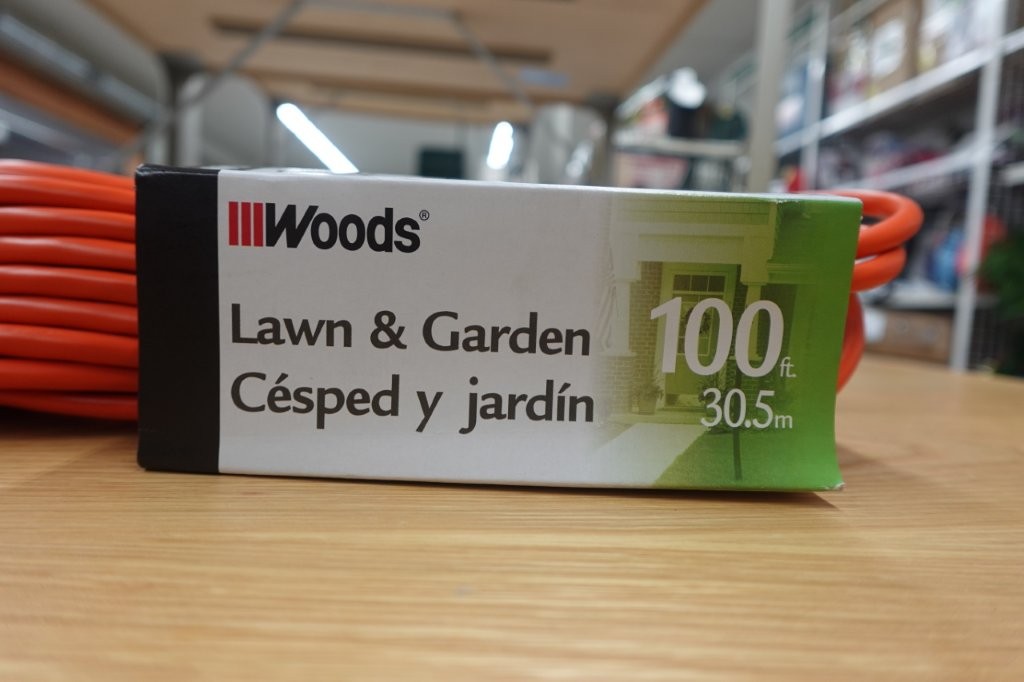 Woods®
Lawn & Garden
Césped y jardín
100 ft.
30.5m